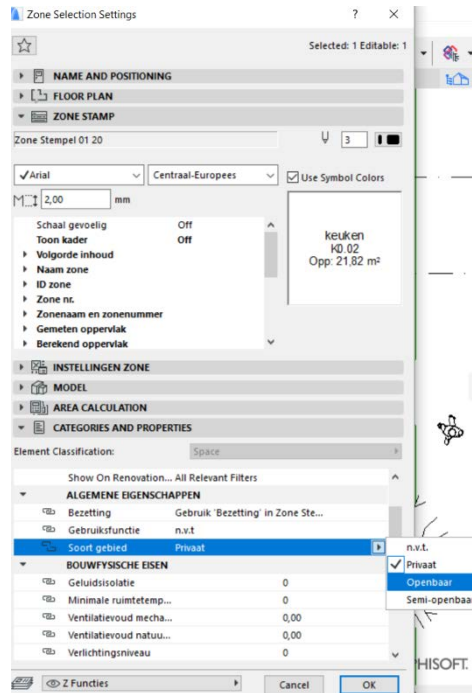 Zone Selection Settings ? ×
Selected: 1 Editable: 1
NAME AND POSITIONING
FLOOR PLAN
ZONE STAMP
Zone Stempel 01 20 3
✓Arial Centraal-Europees Use Symbol Colors
2,00 mm
Schaal gevoelig Off
Toon kader Off
Volgorde inhoud
Naam zone
ID zone
Zone nr.
Zonenaam en zonenummer
Gemeten oppervlak
Berekend oppervlak
keuken
K0.02
Opp: 21,82 m²
INSTELLINGEN ZONE
MODEL
AREA CALCULATION
CATEGORIES AND PROPERTIES
Element Classification: Space
Show On Renovation... All Relevant Filters
ALGEMENE EIGENSCHAPPEN
Bezetting Gebruik 'Bezetting' in Zone Ste...
Gebruiksfunctie n.v.t
Soort gebied Privaat
n.v.t.
Privaat
Openbaar
Semi-openbaar
BOUWFYSISCHE EISEN
Geluidsisolatie 0
Minimale ruimtetemp... 0
Ventilatievoud mecha... 0,00
Ventilatievoud natuu... 0,00
Verlichtingsniveau 0
PHISOFT.
Z Functies Cancel OK